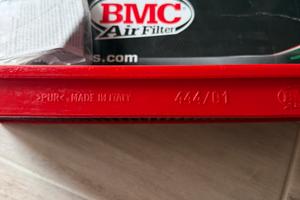 BMC
Air Filter
s.com
>PUR< MADE IN ITALY 444/01